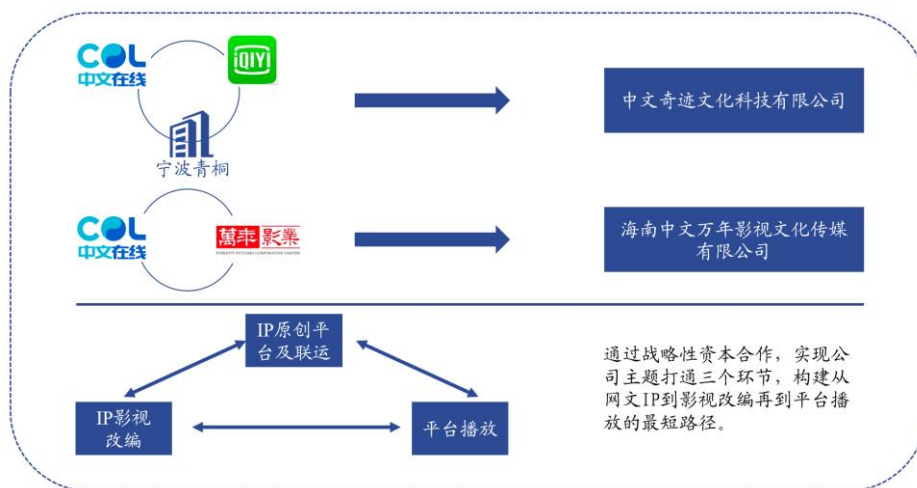 COL
中文在线
iQIYI
宁波青桐
中文奇迹文化科技有限公司
COL
中文在线
萬年影業
ETERNITY PICTURES CORPORATION LIMITED
海南中文万年影视文化传媒
有限公司
IP原创平
台及联运
IP影视
改编
平台播放
通过战略性资本合作，实现公
司主题打通三个环节，构建从
网文IP到影视改编再到平台播
放的最短路径。